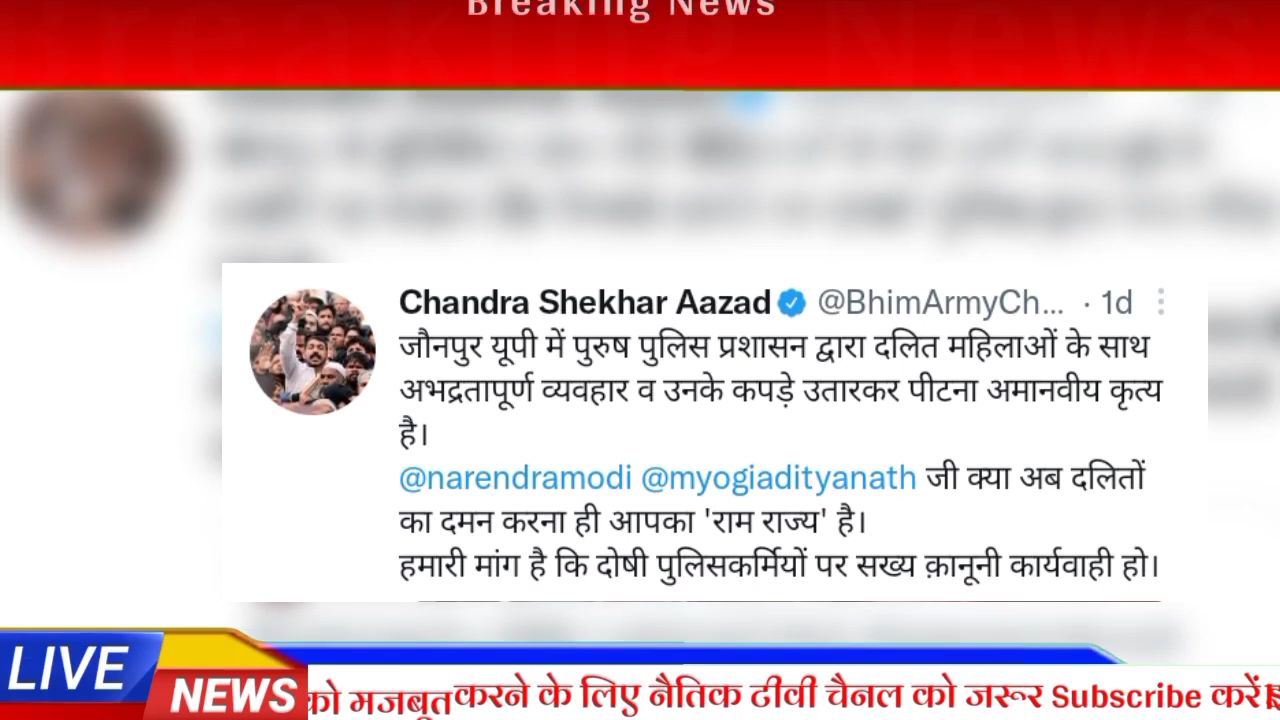 Breaking News
Chandra Shekhar Aazad @BhimArmyCh... · 1d
जौनपुर यूपी में पुरुष पुलिस प्रशासन द्वारा दलित महिलाओं के साथ
अभद्रतापूर्ण व्यवहार व उनके कपड़े उतारकर पीटना अमानवीय कृत्य
है।
@narendramodi @myogiadityanath जी क्या अब दलितों
का दमन करना ही आपका 'राम राज्य' है।
हमारी मांग है कि दोषी पुलिसकर्मियों पर सख्य क़ानूनी कार्यवाही हो।
LIVE
NEWS
को मजबूत करने के लिए नैतिक टीवी चैनल को जरूर Subscribe करें